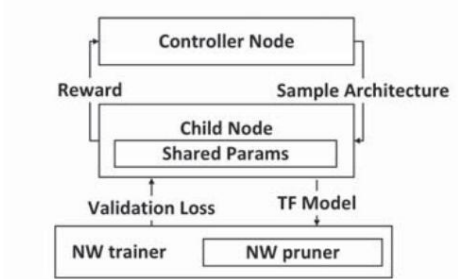 Controller Node
Reward
Sample Architecture
Child Node
Shared Params
Validation Loss
TF Model
NW trainer
NW pruner